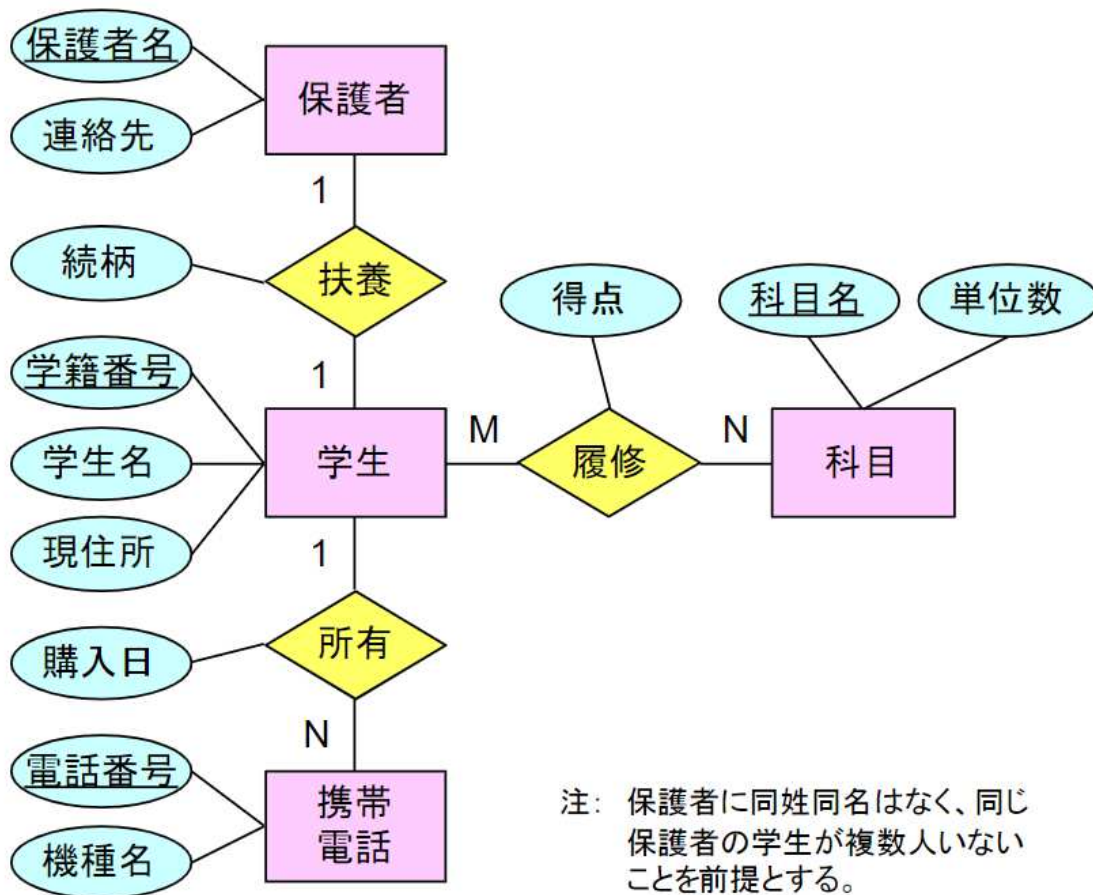 保護者名
保護者
連絡先
1
続柄
扶養
得点
科目名
単位数
学籍番号
1
学生名
学生
M
履修
N
科目
現住所
1
購入日
所有
N
電話番号
携帯
電話
機種名
注： 保護者に同姓同名はなく、同じ
保護者の学生が複数人いない
ことを前提とする。